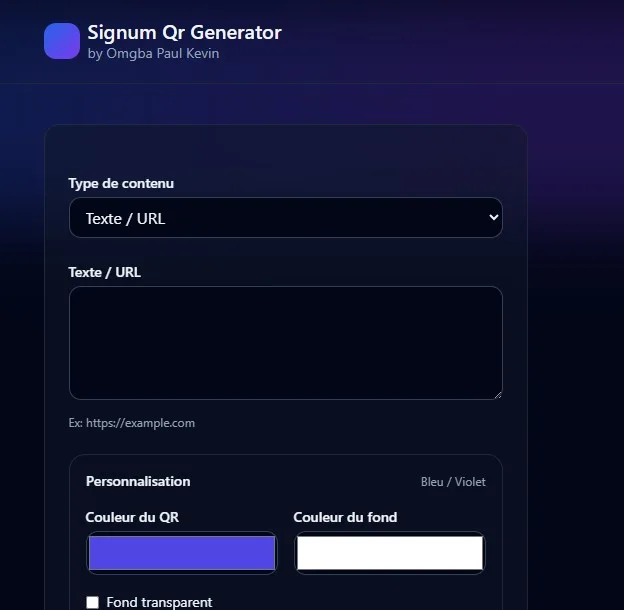 Signum Qr Generator
by Omgba Paul Kevin
Type de contenu
Texte / URL
Texte / URL
Ex: https://example.com
Personnalisation
Bleu / Violet
Couleur du QR
Couleur du fond
Fond transparent